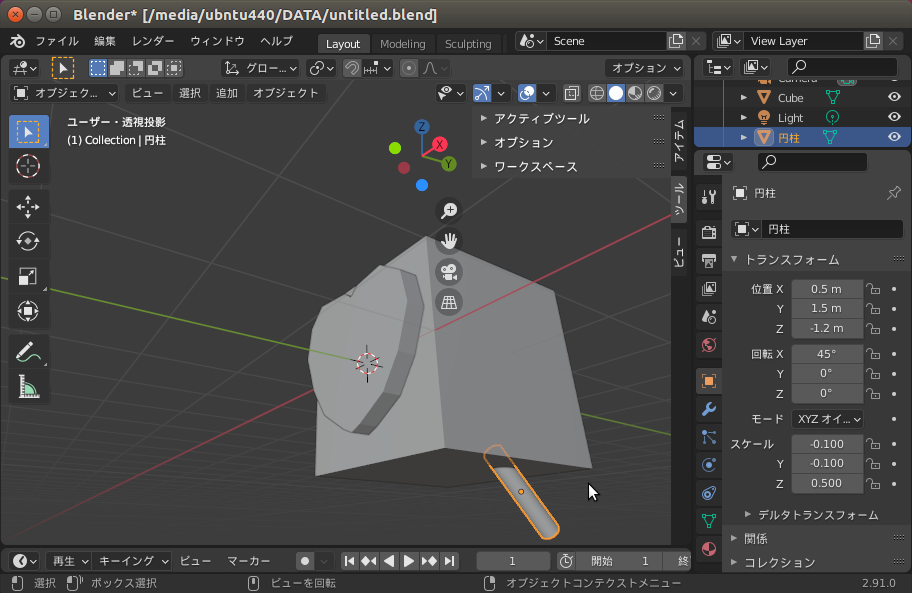 Blender* [/media/ubntu440/DATA/untitled.blend]
ファイル 編集 レンダー ウィンドウ ヘルプ Layout Modeling Sculpting Scene View Layer
グロー... オプション
オブジェク... ビュー 選択 追加 オブジェクト
ユーザー・透視投影
(1) Collection | 円柱
Z
X
Y
アクティブツール
オプション
ワークスペース
アイテム
ツール
ビュー
Camera
Cube
Light
円柱
円柱
円柱
トランスフォーム
位置 X 0.5 m
Y 1.5 m
Z -1.2 m
回転 X 45°
Y 0°
Z 0°
モード XYZ オイ...
スケール -0.100
Y -0.100
Z 0.500
デルタトランスフォーム
関係
コレクション
再生 キーイング ビュー マーカー 1 開始 1 終
選択 ボックス選択 ビューを回転 オブジェクトコンテクストメニュー 2.91.0